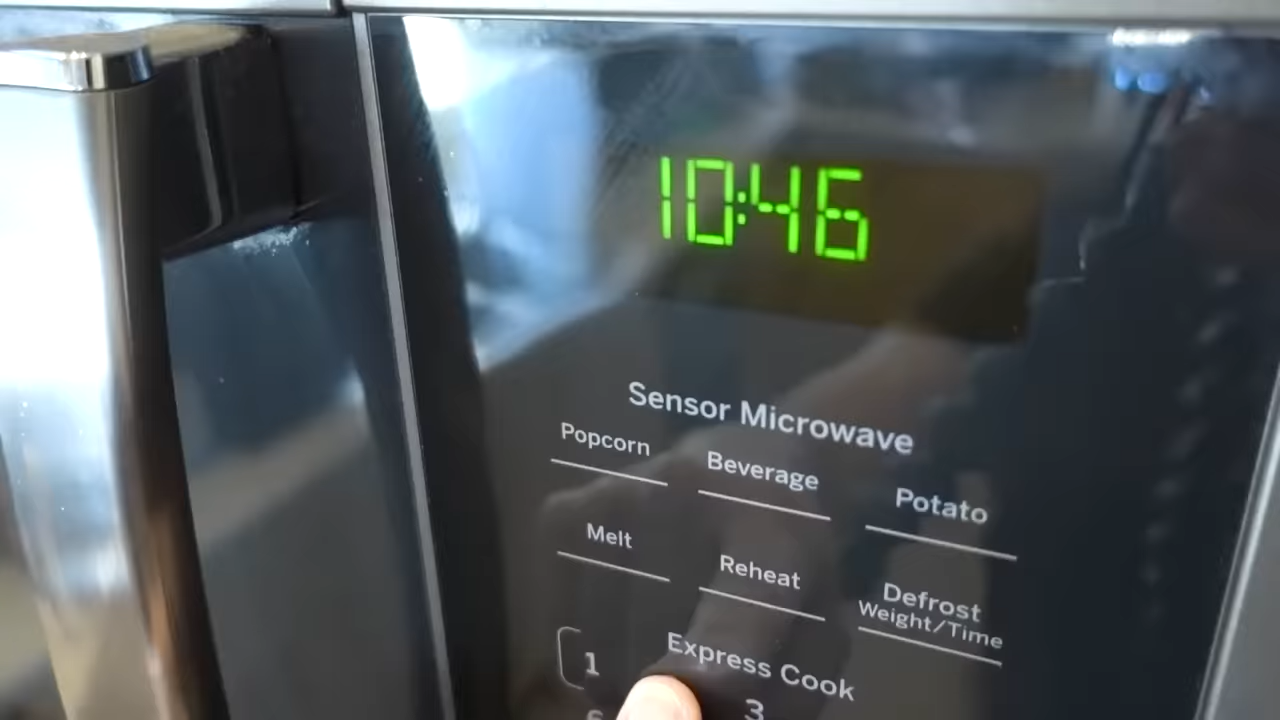 10:46
Sensor Microwave
Popcorn Beverage Potato
Melt Reheat Defrost
Weight/Time
Express Cook
1 3